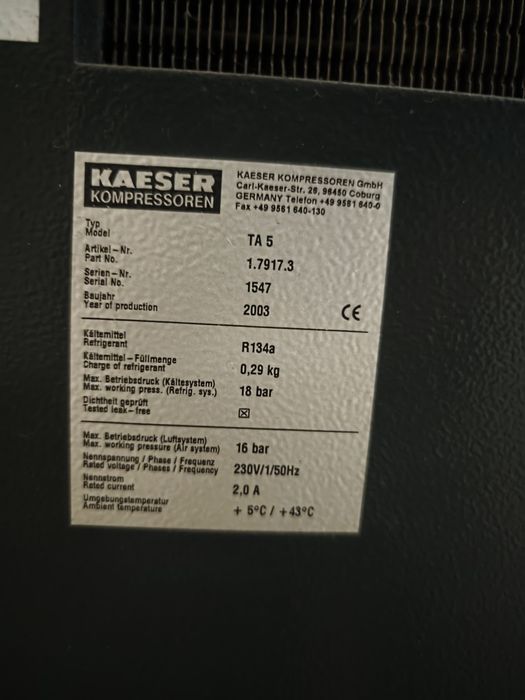 KAESER
KOMPRESSOREN
KAESER KOMPRESSOREN GmbH
Carl-Kaeser-Str. 26, 96450 Coburg
GERMANY Telefon +49 9561 640-0
Fax +49 9561 640-130
Typ
Model TA 5
Artikel-Nr.
Part No. 1.7917.3
Serien-Nr.
Serial No. 1547
Baujahr
Year of production 2003 CE
Kältemittel
Refrigerant R134a
Kältemittel-Füllmenge
Charge of refrigerant 0,29 kg
Max. Betriebsdruck (Kältesystem)
Max. working press. (Refrig. sys.) 18 bar
Dichtheit geprüft
Tested leak-free ☒
Max. Betriebsdruck (Luftsystem)
Max. working pressure (Air system) 16 bar
Nennspannung / Phase / Frequenz
Rated voltage / Phases / Frequency 230V/1/50Hz
Nennstrom
Rated current 2,0 A
Umgebungstemperatur
Ambient temperature + 5°C / +43°C